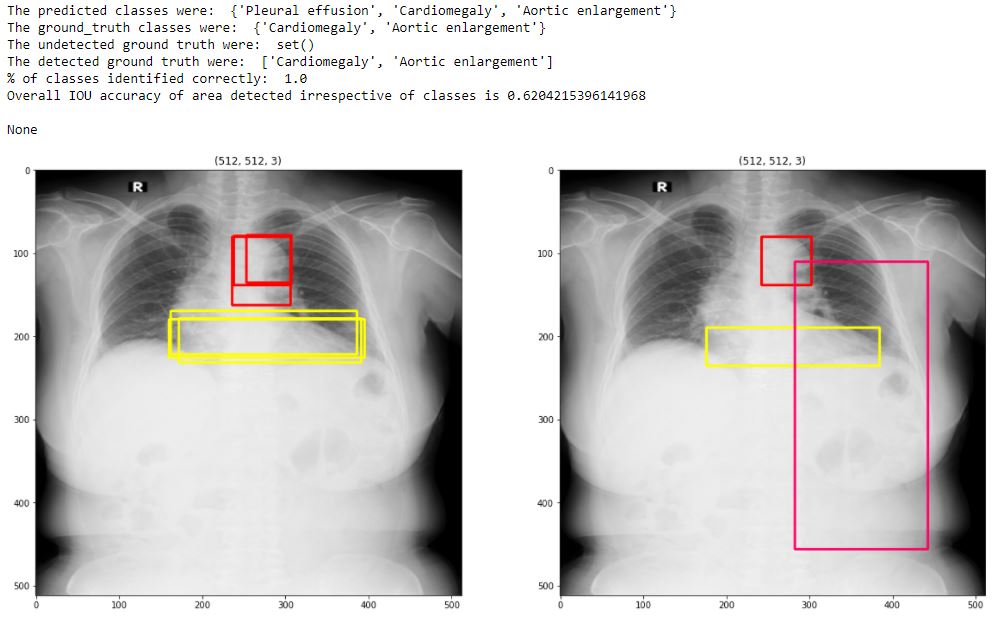 The predicted classes were:  {'Pleural effusion', 'Cardiomegaly', 'Aortic enlargement'}
The ground_truth classes were:  {'Cardiomegaly', 'Aortic enlargement'}
The undetected ground truth were:  set()
The detected ground truth were:  ['Cardiomegaly', 'Aortic enlargement']
% of classes identified correctly:  1.0
Overall IOU accuracy of area detected irrespective of classes is 0.6204215396141968
None
(512, 512, 3)
R
0
100
200
300
400
500
0 100 200 300 400 500
(512, 512, 3)
R
0
100
200
300
400
500
0 100 200 300 400 500